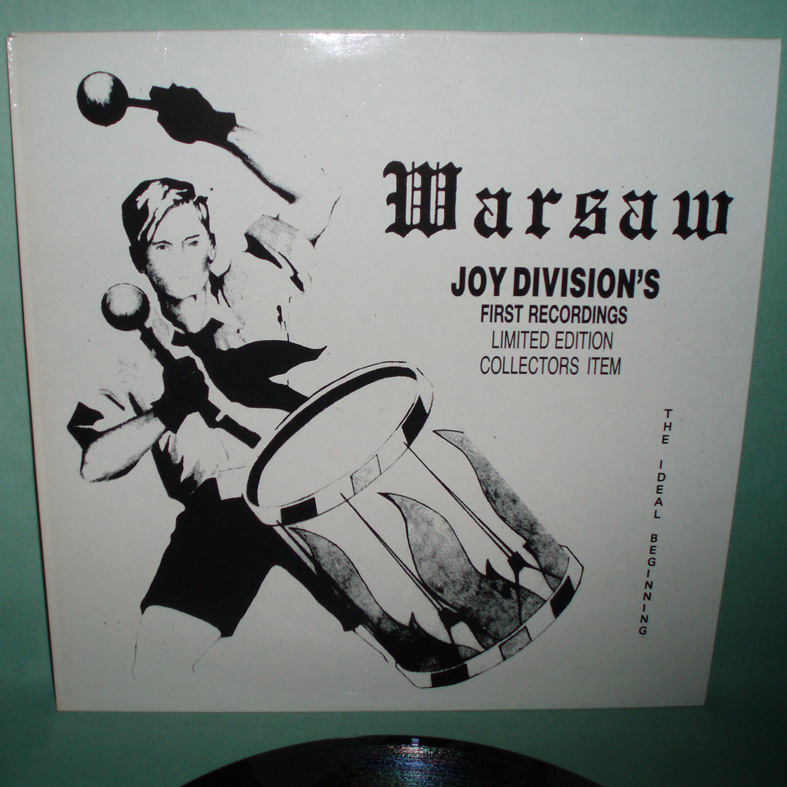 Warsaw
JOY DIVISION'S
FIRST RECORDINGS
LIMITED EDITION
COLLECTORS ITEM
THE IDEAL BEGINNING